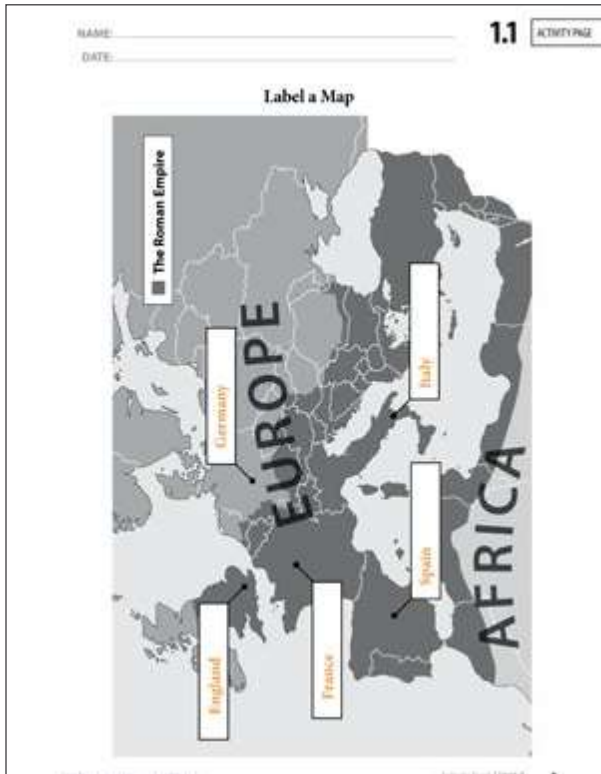 NAME:
1.1
ACTIVITY PAGE
DATE:
Label a Map
The Roman Empire
EUROPE
Germany
Italy
AFRICA
Spain
England
France